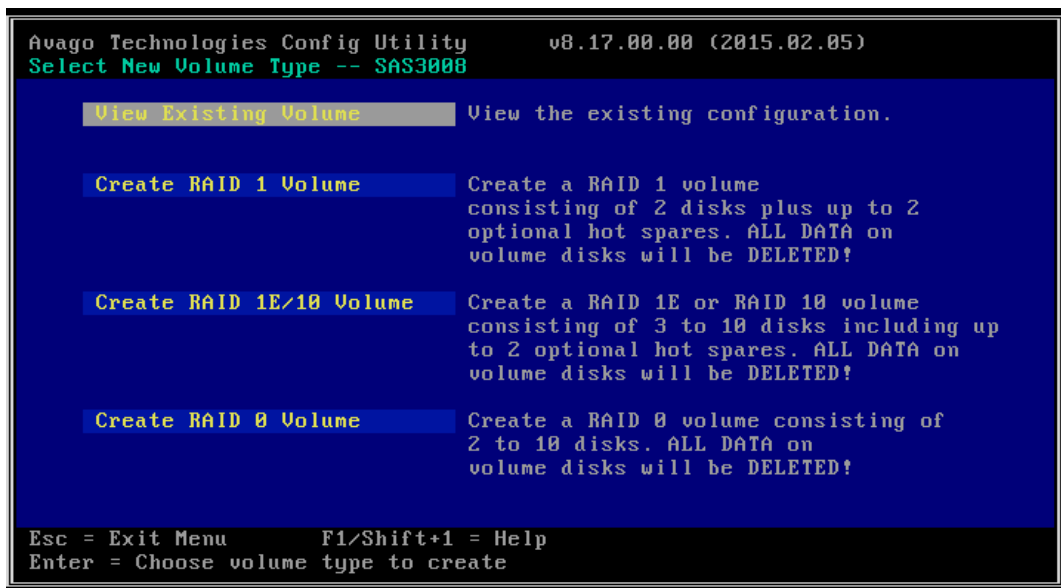 Avago Technologies Config Utility v8.17.00.00 (2015.02.05)
Select New Volume Type -- SAS3008
View Existing Volume View the existing configuration.
Create RAID 1 Volume Create a RAID 1 volume
consisting of 2 disks plus up to 2
optional hot spares. ALL DATA on
volume disks will be DELETED!
Create RAID 1E/10 Volume Create a RAID 1E or RAID 10 volume
consisting of 3 to 10 disks including up
to 2 optional hot spares. ALL DATA on
volume disks will be DELETED!
Create RAID 0 Volume Create a RAID 0 volume consisting of
2 to 10 disks. ALL DATA on
volume disks will be DELETED!
Esc = Exit Menu F1/Shift+1 = Help
Enter = Choose volume type to create